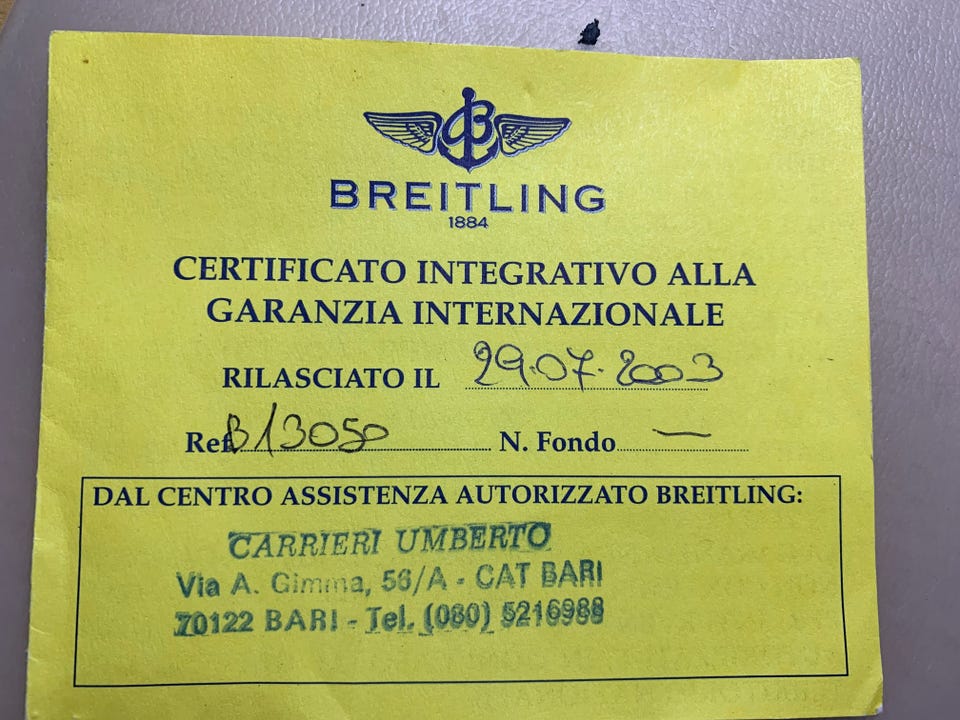 B
BREITLING
1884
CERTIFICATO INTEGRATIVO ALLA
GARANZIA INTERNAZIONALE
RILASCIATO IL 29.07.2003
Ref. B13050 N. Fondo —
DAL CENTRO ASSISTENZA AUTORIZZATO BREITLING:
CARRIERI UMBERTO
Via A. Gimma, 56/A - CAT BARI
70122 BARI - Tel. (080) 5216988